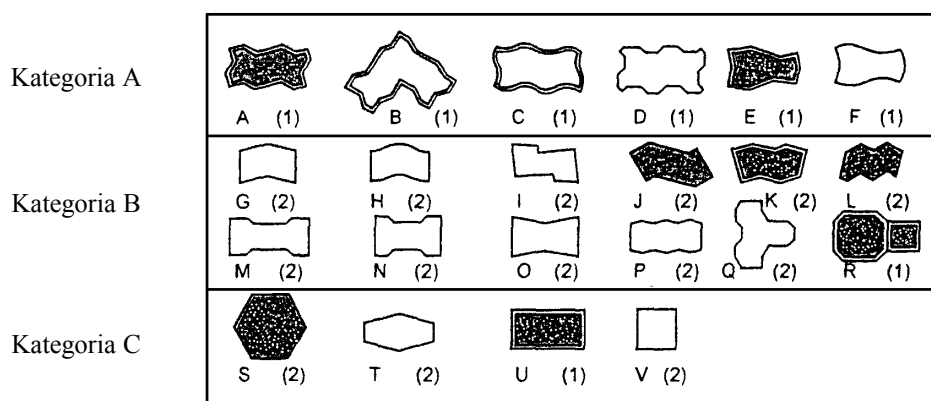 Kategoria A
A (1) B (1) C (1) D (1) E (1) F (1)
Kategoria B
G (2) H (2) I (2) J (2) K (2) L (2)
M (2) N (2) O (2) P (2) Q (2) R (1)
Kategoria C
S (2) T (2) U (1) V (2)